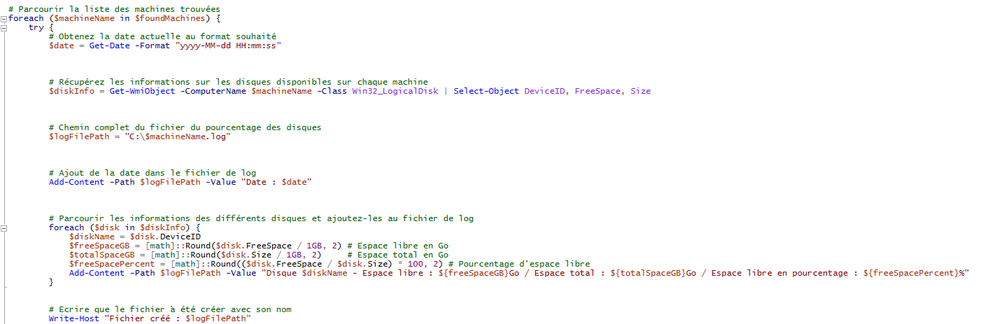 # Parcourir la liste des machines trouvées
foreach ($machineName in $foundMachines) {
    try {
        # Obtenez la date actuelle au format souhaité
        $date = Get-Date -Format "yyyy-MM-dd HH:mm:ss"
        # Récupérez les informations sur les disques disponibles sur chaque machine
        $diskInfo = Get-WmiObject -ComputerName $machineName -Class Win32_LogicalDisk | Select-Object DeviceID, FreeSpace, Size
        # Chemin complet du fichier du pourcentage des disques
        $logFilePath = "C:\$machineName.log"
        # Ajout de la date dans le fichier de log
        Add-Content -Path $logFilePath -Value "Date : $date"
        # Parcourir les informations des différents disques et ajoutez-les au fichier de log
        foreach ($disk in $diskInfo) {
            $diskName = $disk.DeviceID
            $freeSpaceGB = [math]::Round($disk.FreeSpace / 1GB, 2) # Espace libre en Go
            $totalSpaceGB = [math]::Round($disk.Size / 1GB, 2)     # Espace total en Go
            $freeSpacePercent = [math]::Round(($disk.FreeSpace / $disk.Size) * 100, 2) # Pourcentage d'espace libre
            Add-Content -Path $logFilePath -Value "Disque $diskName - Espace libre : ${freeSpaceGB}Go / Espace total : ${totalSpaceGB}Go / Espace libre en pourcentage : ${freeSpacePercent}%"
        }
        # Ecrire que le fichier à été créer avec son nom
        Write-Host "Fichier créé : $logFilePath"